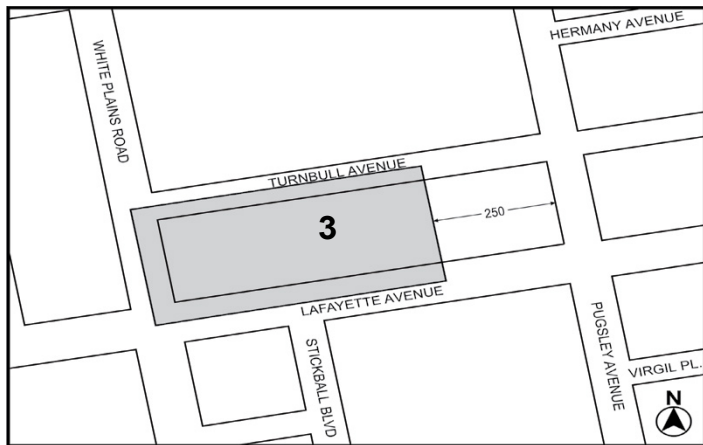 HERMANY AVENUE
WHITE PLAINS ROAD
TURNBULL AVENUE
3
250
LAFAYETTE AVENUE
STICKBALL BLVD
PUGSLEY AVENUE
VIRGIL PL.
N